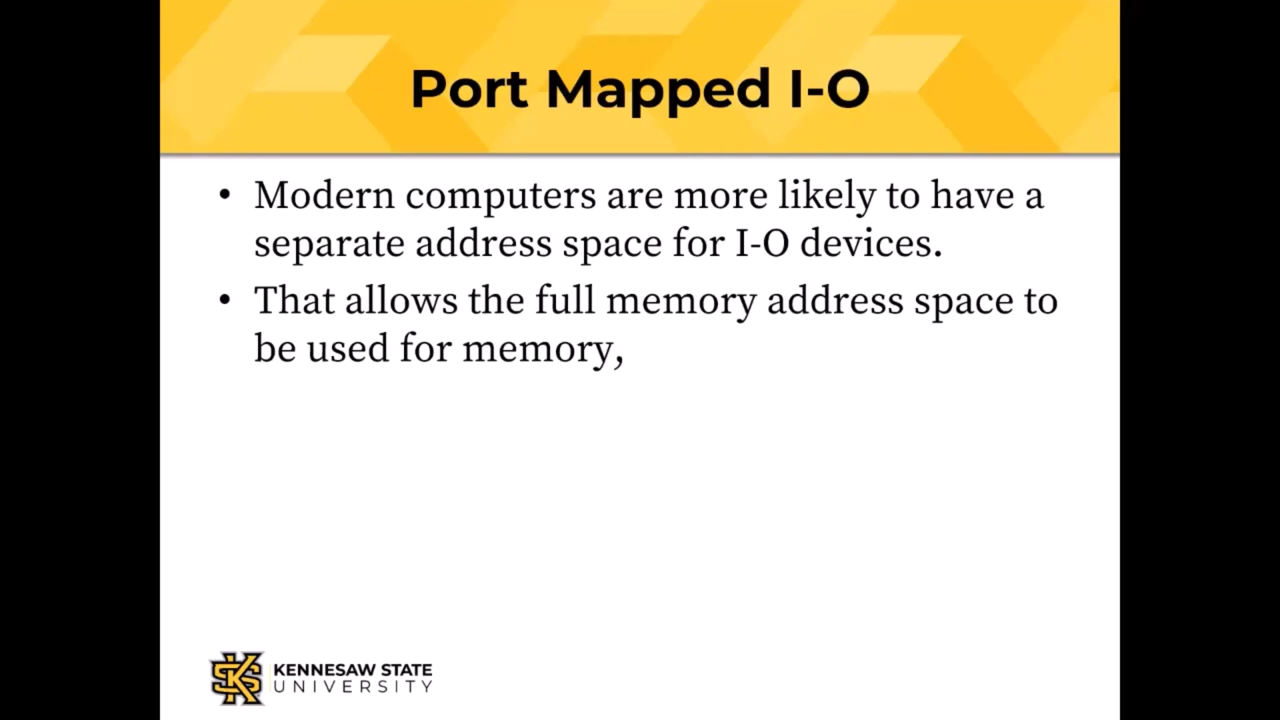 Port Mapped I-O
• Modern computers are more likely to have a
separate address space for I-O devices.
• That allows the full memory address space to
be used for memory,
KENNESAW STATE
UNIVERSITY